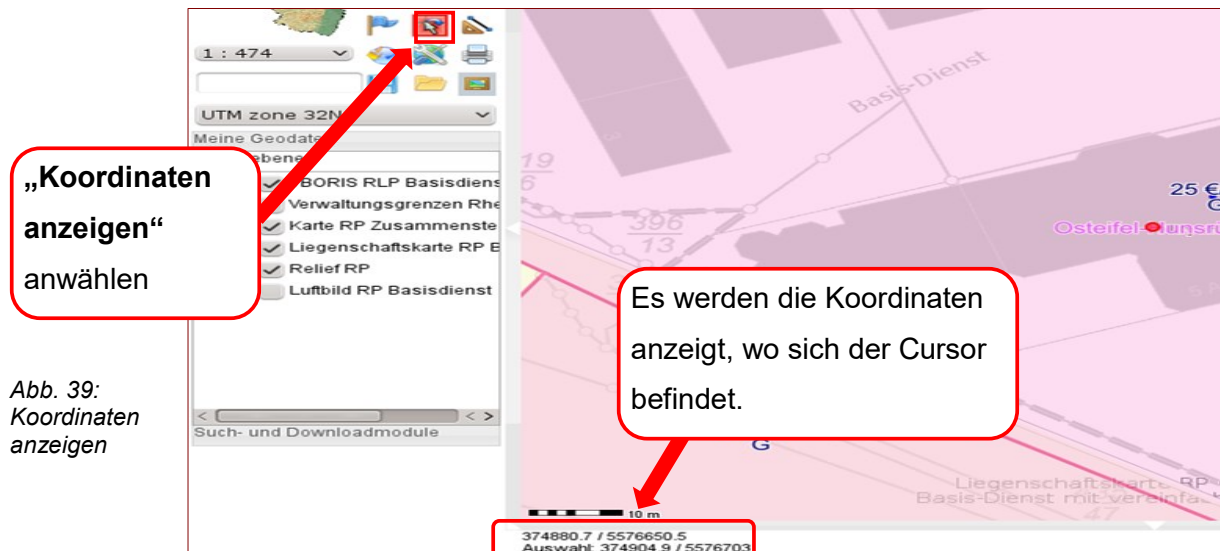 1 : 474
UTM zone 32N
Meine Geodaten
ebene
BORIS RLP Basisdiens
Verwaltungsgrenzen Rhe
Karte RP Zusammenste
Liegenschaftskarte RP B
Relief RP
Luftbild RP Basisdienst
Such- und Downloadmodule
„Koordinaten
anzeigen“
anwählen
Abb. 39:
Koordinaten
anzeigen
Basis-Dienst
19
6
396
13
25 €
G
Osteifel-Hunsrü
Es werden die Koordinaten
anzeigt, wo sich der Cursor
befindet.
G
Liegenschaftskarte RP
Basis-Dienst mit vereinfa
47
10 m
374880.7 / 5576650.5
Auswahl: 374904.9 / 5576703